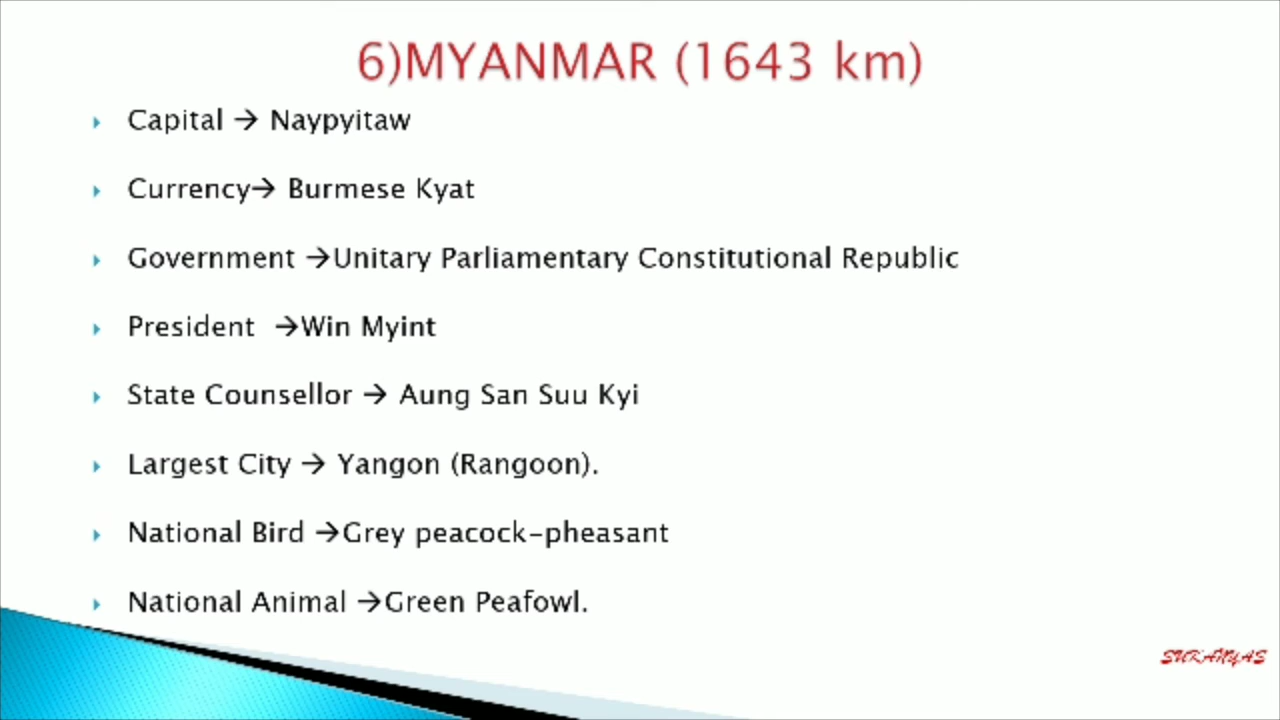 6)MYANMAR (1643 km)
Capital → Naypyitaw
Currency→ Burmese Kyat
Government →Unitary Parliamentary Constitutional Republic
President →Win Myint
State Counsellor → Aung San Suu Kyi
Largest City → Yangon (Rangoon).
National Bird →Grey peacock-pheasant
National Animal →Green Peafowl.
SUKANYAS